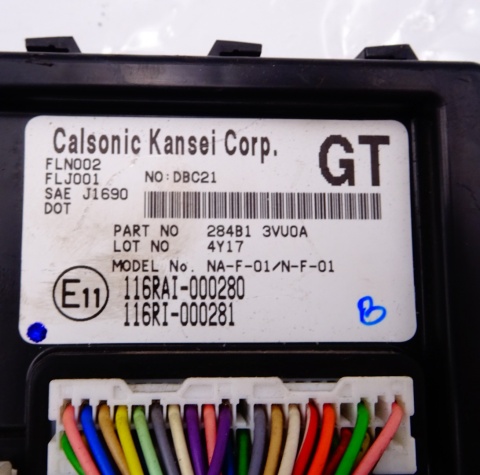 Calsonic Kansei Corp. GT
FLN002
FLJ001 NO:DBC21
SAE J1690
DOT
PART NO 284B1 3VU0A
LOT NO 4Y17
MODEL No. NA-F-01/N-F-01
E11 116RAI-000280
116RI-000281
B